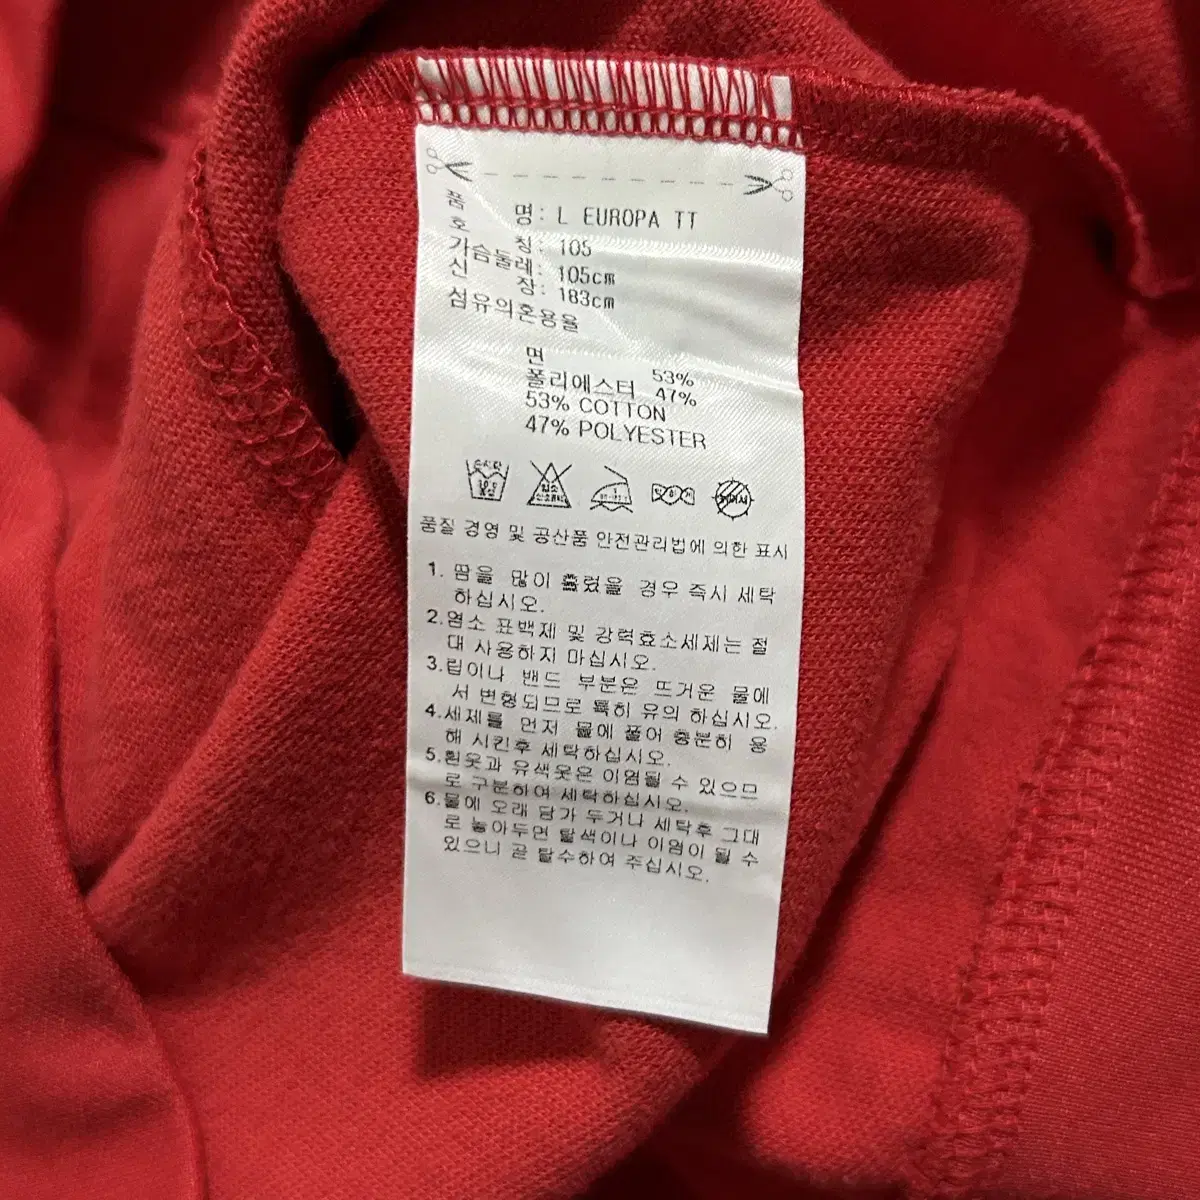 품 명: L EUROPA TT
호 칭: 105
가슴둘레: 105cm
신 장: 183cm
섬유의혼용율
면 53%
폴리에스터 47%
53% COTTON
47% POLYESTER
품질 경영 및 공산품 안전관리법에 의한 표시
1. 땀을 많이 흘렸을 경우 즉시 세탁
하십시오.
2.염소 표백제 및 강력효소세제는 절
대 사용하지 마십시오.
3.립이나 밴드 부분은 뜨거운 물에
서 변형되므로 특히 유의 하십시오.
4.세제를 먼저 물에 풀어 충분히 용
해 시킨후 세탁하십시오.
5.흰옷과 유색옷은 이염될 수 있으므
로 구분하여 세탁하십시오.
6.물에 오래 담가 두거나 세탁후 그대
로 놓아두면 탈색이나 이염이 될 수
있으니 곧 탈수하여 주십시오.